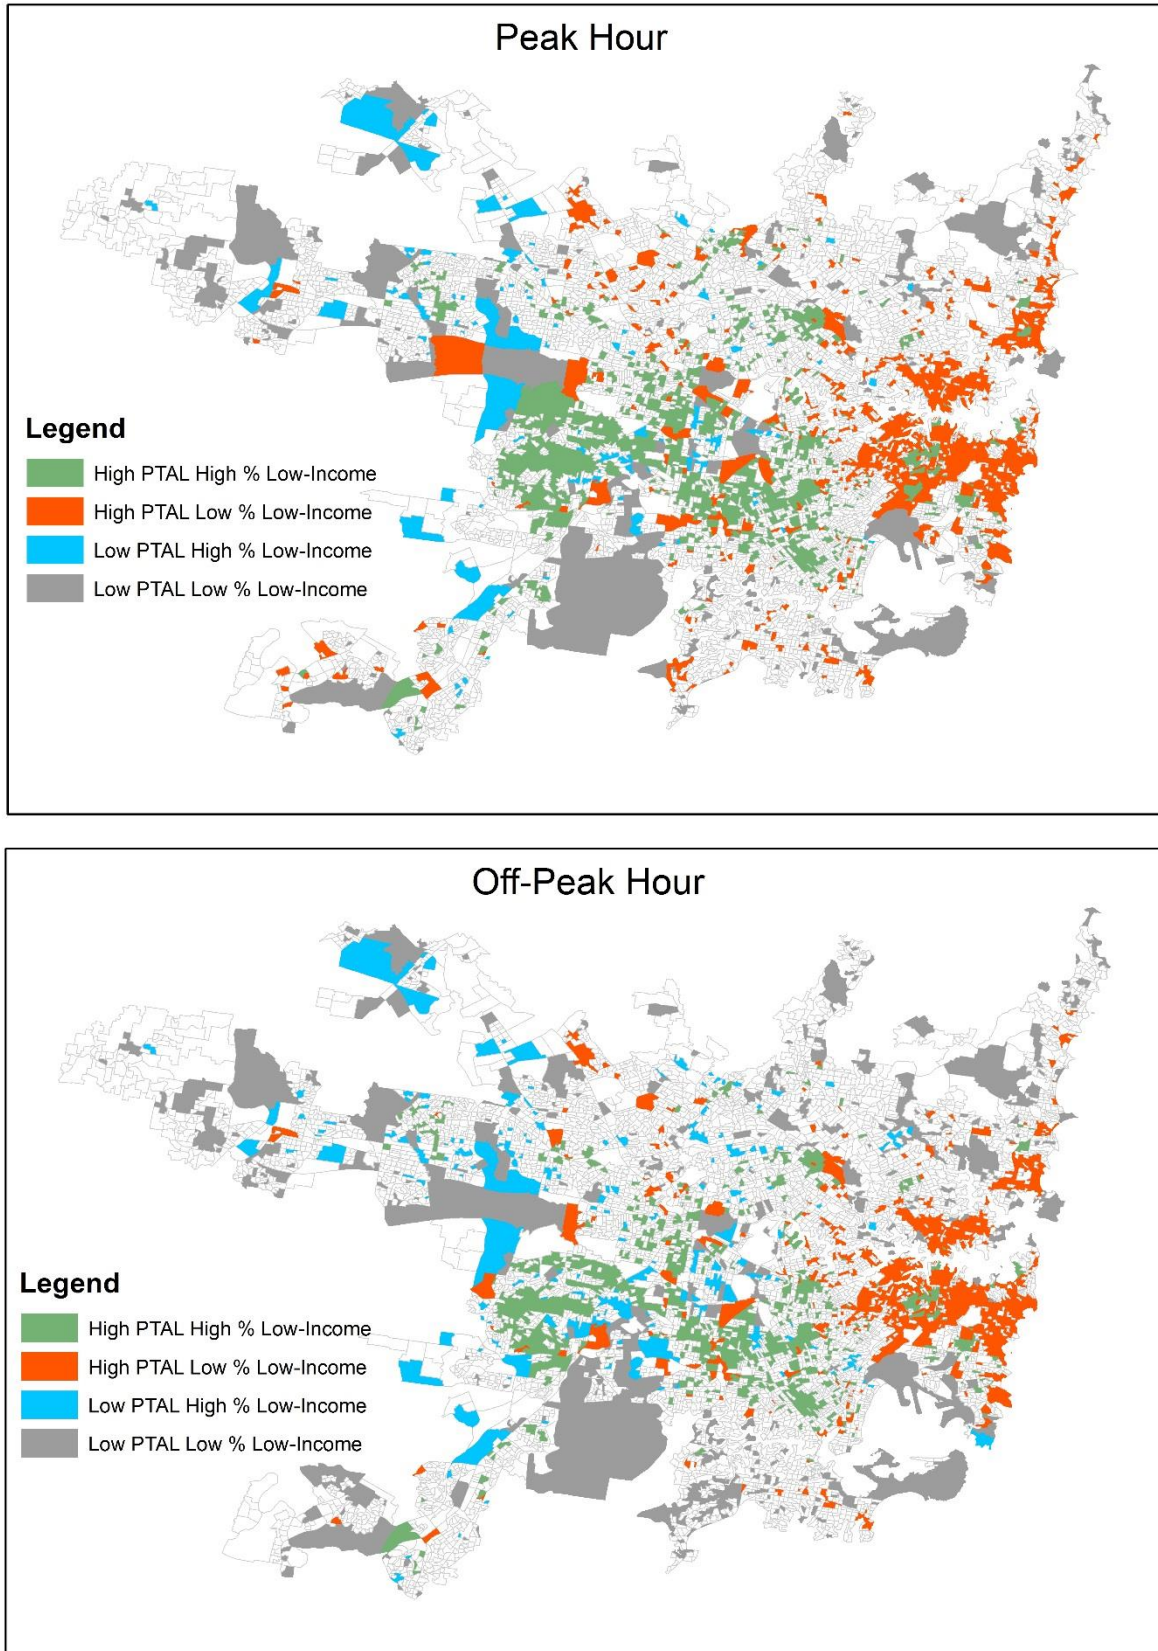 Peak Hour
Legend
High PTAL High % Low-Income
High PTAL Low % Low-Income
Low PTAL High % Low-Income
Low PTAL Low % Low-Income
Off-Peak Hour
Legend
High PTAL High % Low-Income
High PTAL Low % Low-Income
Low PTAL High % Low-Income
Low PTAL Low % Low-Income